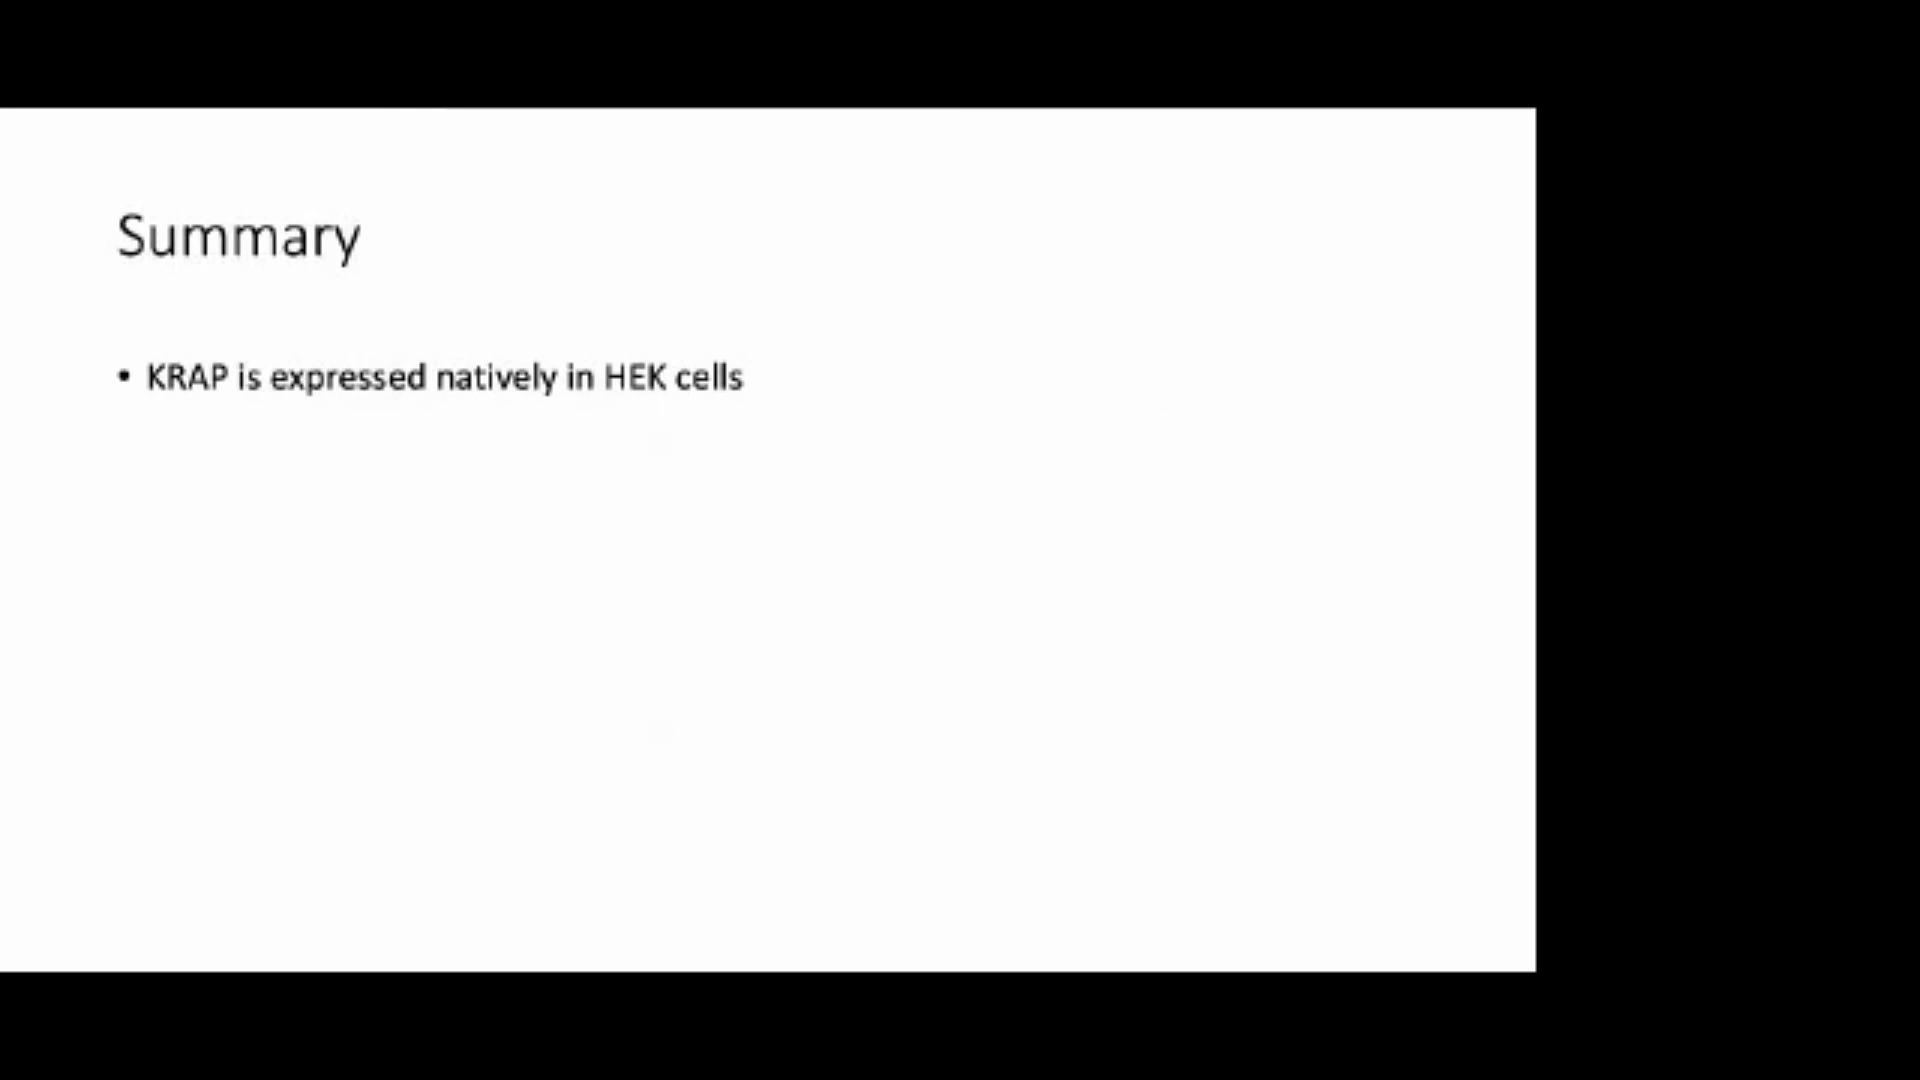 Summary
• KRAP is expressed natively in HEK cells